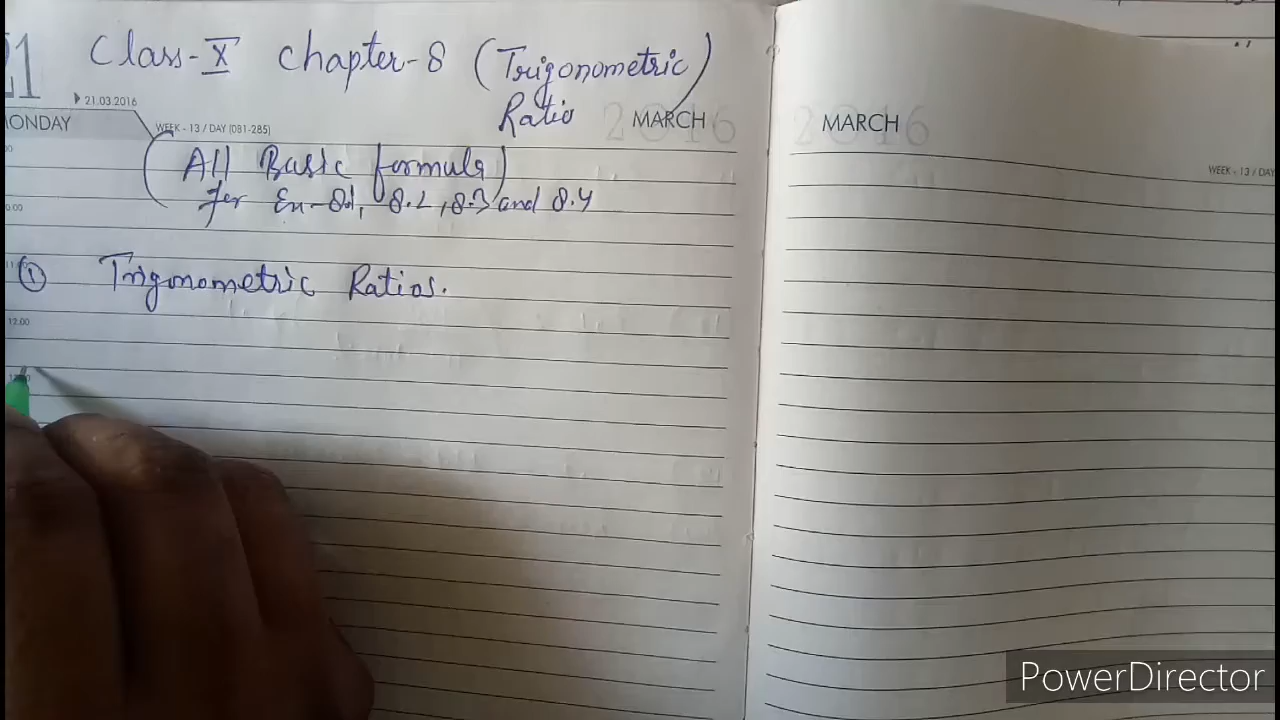 Class-X Chapter-8 (Trigonometric)
Ratio
21.03.2016
ONDAY
WEEK - 13 / DAY (081-285)
2016 MARCH
(All Basic formula)
for Ex-8.1, 8.2, 8.3 and 8.4
① Trigonometric Ratios.
12.00
MARCH
WEEK - 13 / DAY
PowerDirector